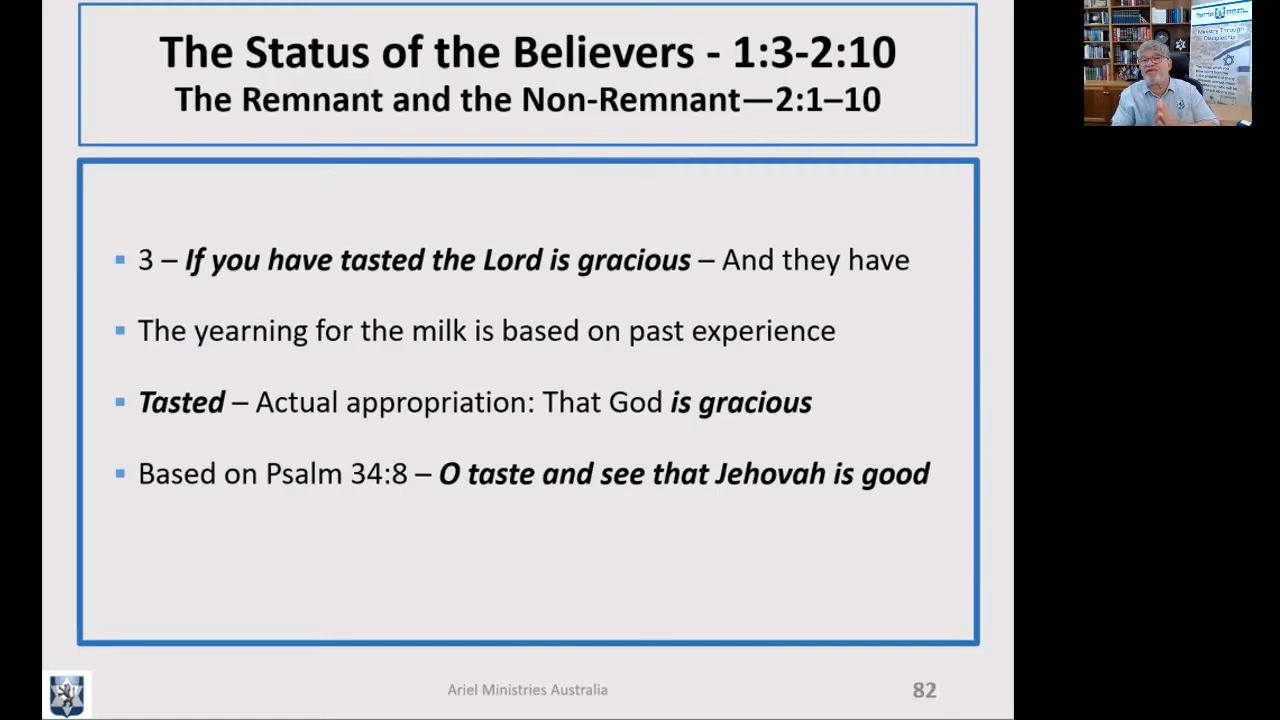 The Status of the Believers - 1:3-2:10
The Remnant and the Non-Remnant—2:1–10
▪ 3 – If you have tasted the Lord is gracious – And they have
▪ The yearning for the milk is based on past experience
▪ Tasted – Actual appropriation: That God is gracious
▪ Based on Psalm 34:8 – O taste and see that Jehovah is good
Ariel Ministries Australia
82
Ministry Through
Discipleship